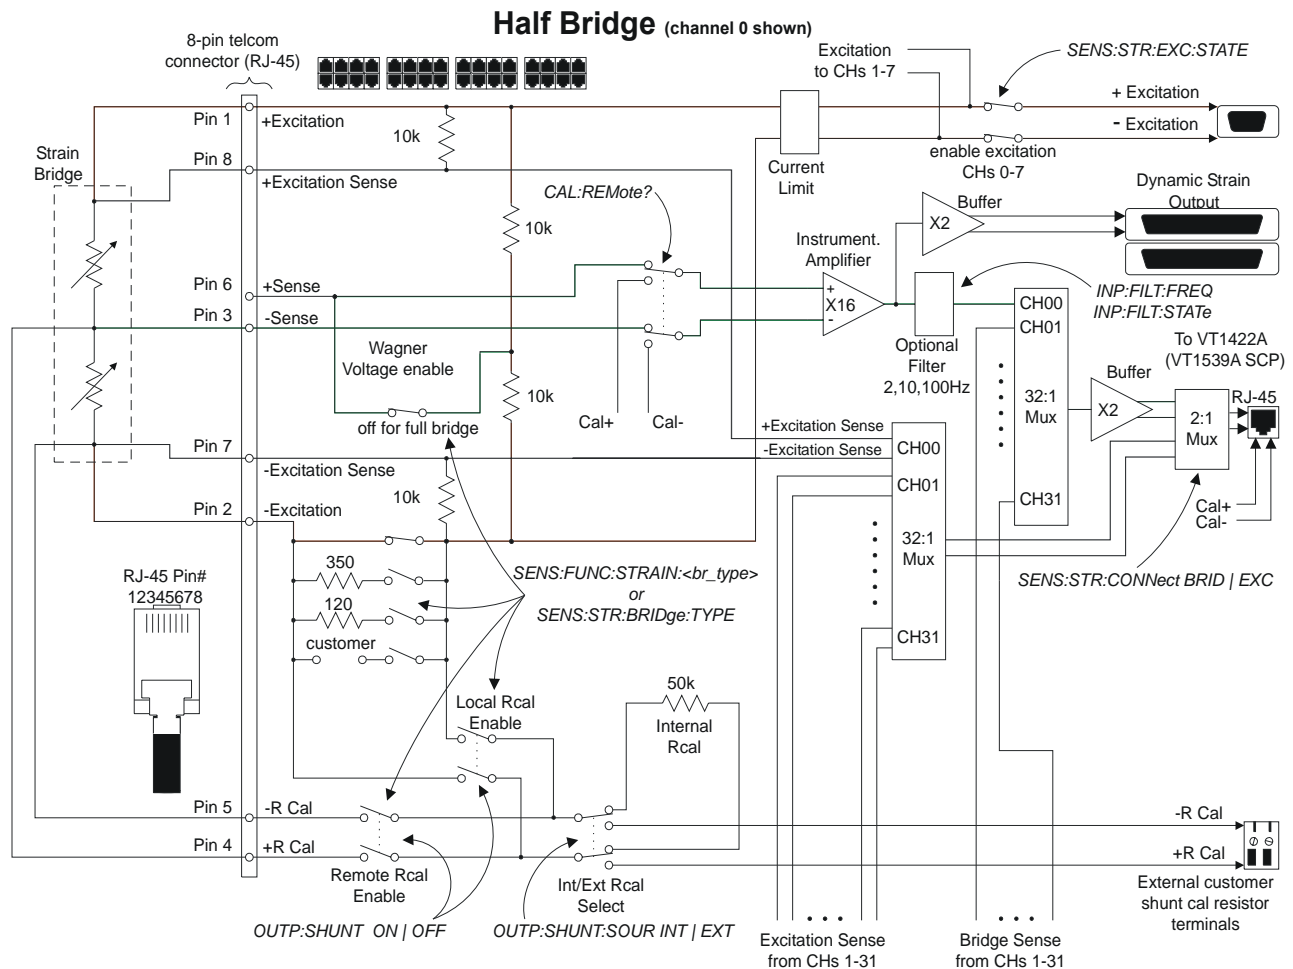 Half Bridge (channel 0 shown)
8-pin telcom
connector (RJ-45)
Excitation
to CHs 1-7
SENS:STR:EXC:STATE
+ Excitation
- Excitation
enable excitation
CHs 0-7
Current
Limit
Pin 1
+Excitation
10k
Strain
Bridge
Pin 8
+Excitation Sense
CAL:REMote?
10k
Dynamic Strain
Output
Buffer
X2
Instrument.
Amplifier
+
X16
-
Pin 6
+Sense
Pin 3
-Sense
INP:FILT:FREQ
INP:FILT:STATe
CH00
CH01
Optional
Filter
2,10,100Hz
To VT1422A
(VT1539A SCP)
Wagner
Voltage enable
10k
Buffer
X2
32:1
Mux
2:1
Mux
RJ-45
off for full bridge
Cal+
Cal-
+Excitation Sense
-Excitation Sense
CH00
CH01
Pin 7
-Excitation Sense
10k
CH31
Cal+
Cal-
Pin 2
-Excitation
32:1
Mux
SENS:STR:CONNect BRID | EXC
350
120
customer
SENS:FUNC:STRAIN:<br_type>
or
SENS:STR:BRIDge:TYPE
RJ-45 Pin#
12345678
CH31
Local Rcal
Enable
50k
Internal
Rcal
Pin 5
-R Cal
Pin 4
+R Cal
-R Cal
+R Cal
Remote Rcal
Enable
Int/Ext Rcal
Select
External customer
shunt cal resistor
terminals
OUTP:SHUNT ON | OFF
OUTP:SHUNT:SOUR INT | EXT
Excitation Sense
from CHs 1-31
Bridge Sense
from CHs 1-31